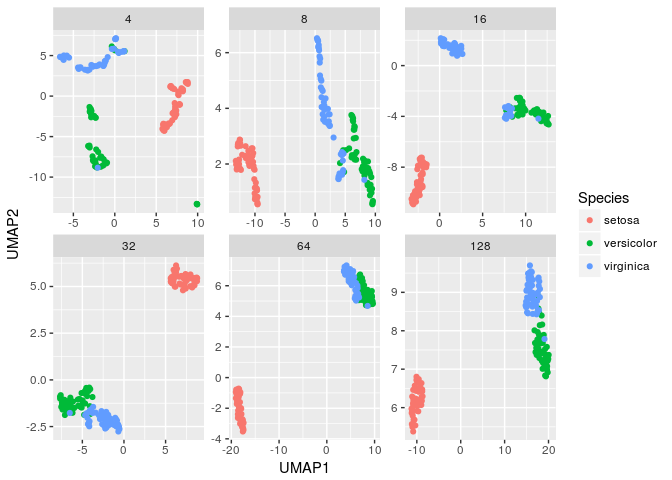 4 8 16
5
0
-5
-10
6
4
2
0
-4
-8
-5 0 5 10
-10 -5 0 5 10
0 5 10
UMAP2
Species
setosa
versicolor
virginica
32 64 128
5.0
2.5
0.0
-2.5
6
4
2
0
-2
-4
9
8
7
6
-5 0 5
-20 -10 0 10
-10 0 10 20
UMAP1